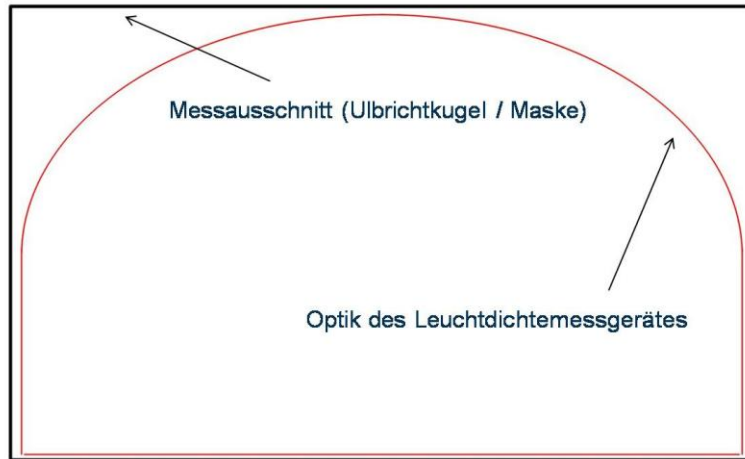 Messausschnitt (Ulbrichtkugel / Maske)
Optik des Leuchtdichtemessgerätes